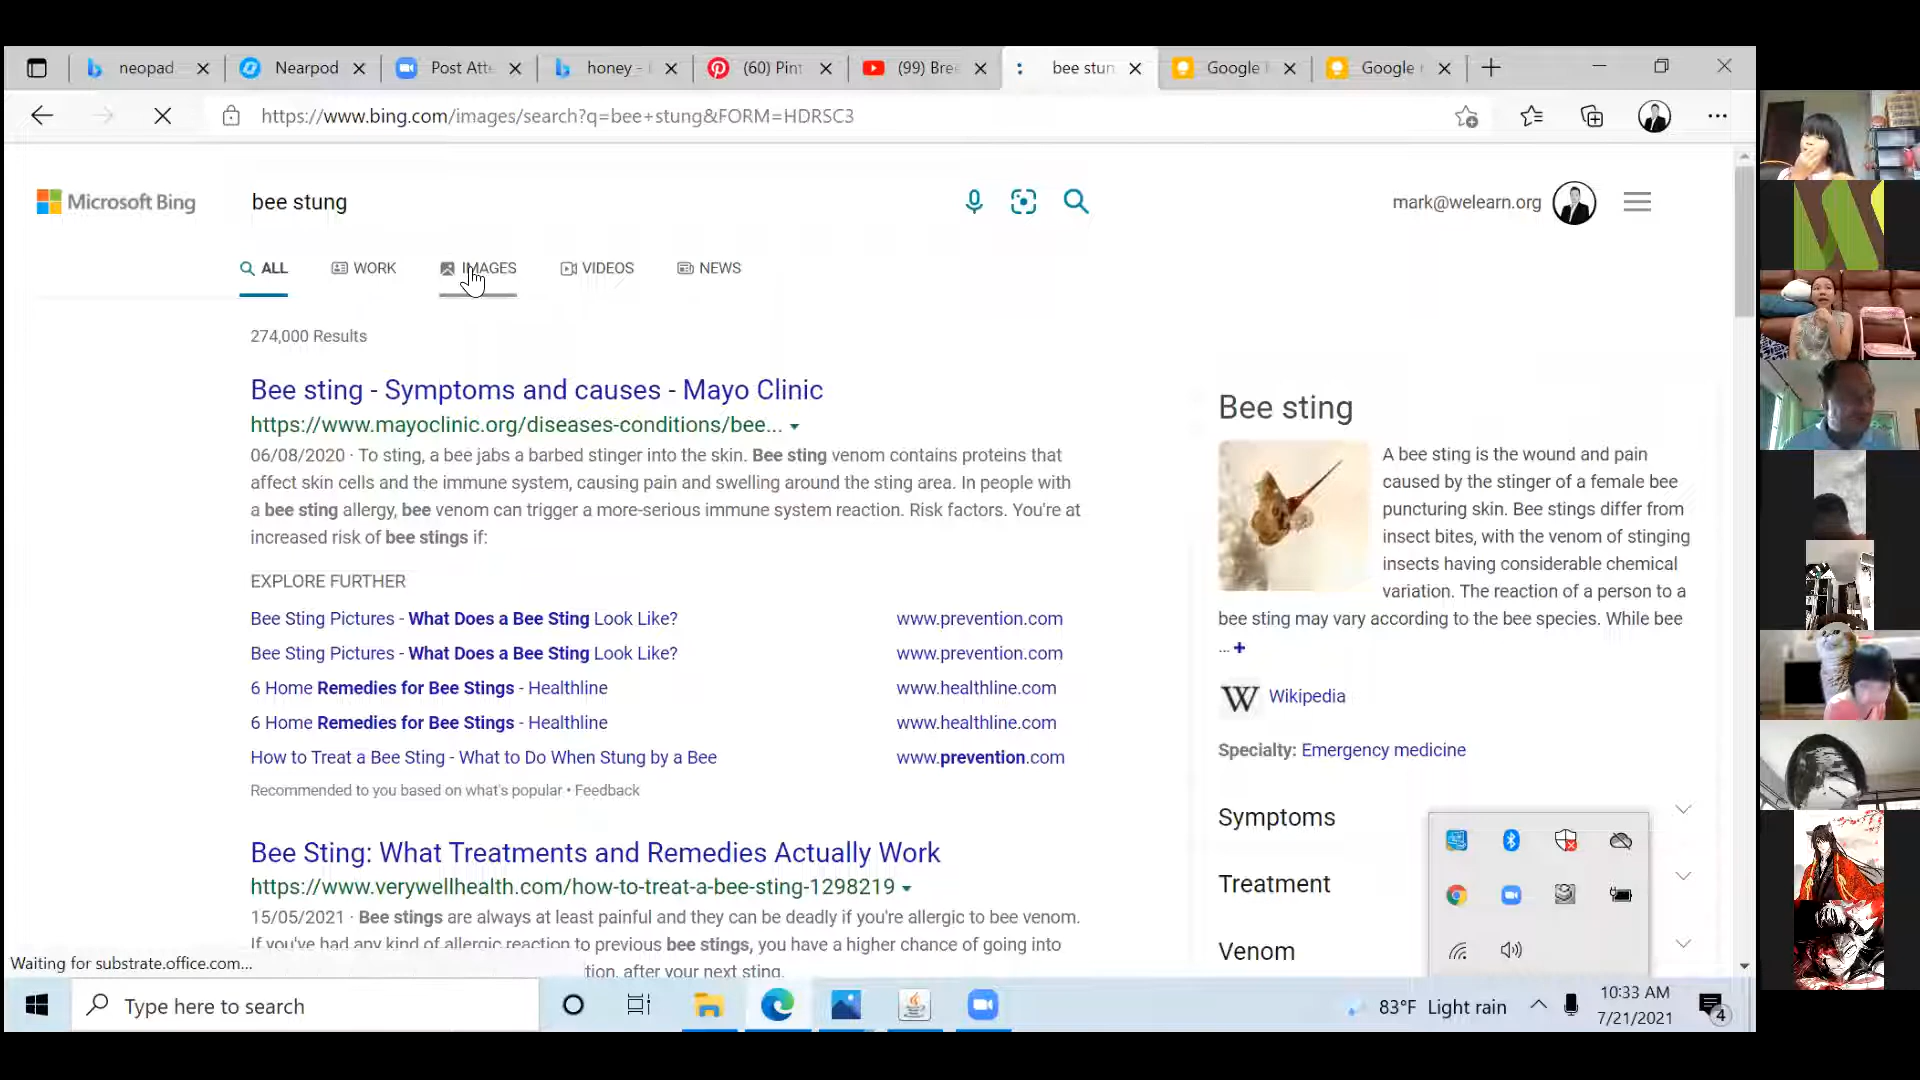 neopad
Nearpod
Post Atte
honey -
(60) Pint
(99) Bre
bee stun
Google
Google
https://www.bing.com/images/search?q=bee+stung&FORM=HDRSC3
Microsoft Bing
bee stung
mark@welearn.org
ALL
WORK
IMAGES
VIDEOS
NEWS
274,000 Results
Bee sting - Symptoms and causes - Mayo Clinic
https://www.mayoclinic.org/diseases-conditions/bee...
06/08/2020 · To sting, a bee jabs a barbed stinger into the skin. Bee sting venom contains proteins that
affect skin cells and the immune system, causing pain and swelling around the sting area. In people with
a bee sting allergy, bee venom can trigger a more-serious immune system reaction. Risk factors. You're at
increased risk of bee stings if:
EXPLORE FURTHER
Bee Sting Pictures - What Does a Bee Sting Look Like? www.prevention.com
Bee Sting Pictures - What Does a Bee Sting Look Like? www.prevention.com
6 Home Remedies for Bee Stings - Healthline www.healthline.com
6 Home Remedies for Bee Stings - Healthline www.healthline.com
How to Treat a Bee Sting - What to Do When Stung by a Bee www.prevention.com
Recommended to you based on what's popular • Feedback
Bee Sting: What Treatments and Remedies Actually Work
https://www.verywellhealth.com/how-to-treat-a-bee-sting-1298219
15/05/2021 · Bee stings are always at least painful and they can be deadly if you're allergic to bee venom.
If you've had any kind of allergic reaction to previous bee stings, you have a higher chance of going into
tion, after your next sting.
Bee sting
A bee sting is the wound and pain
caused by the stinger of a female bee
puncturing skin. Bee stings differ from
insect bites, with the venom of stinging
insects having considerable chemical
variation. The reaction of a person to a
bee sting may vary according to the bee species. While bee
... +
W Wikipedia
Specialty: Emergency medicine
Symptoms
Treatment
Venom
Waiting for substrate.office.com...
Type here to search
83°F Light rain
10:33 AM
7/21/2021
4